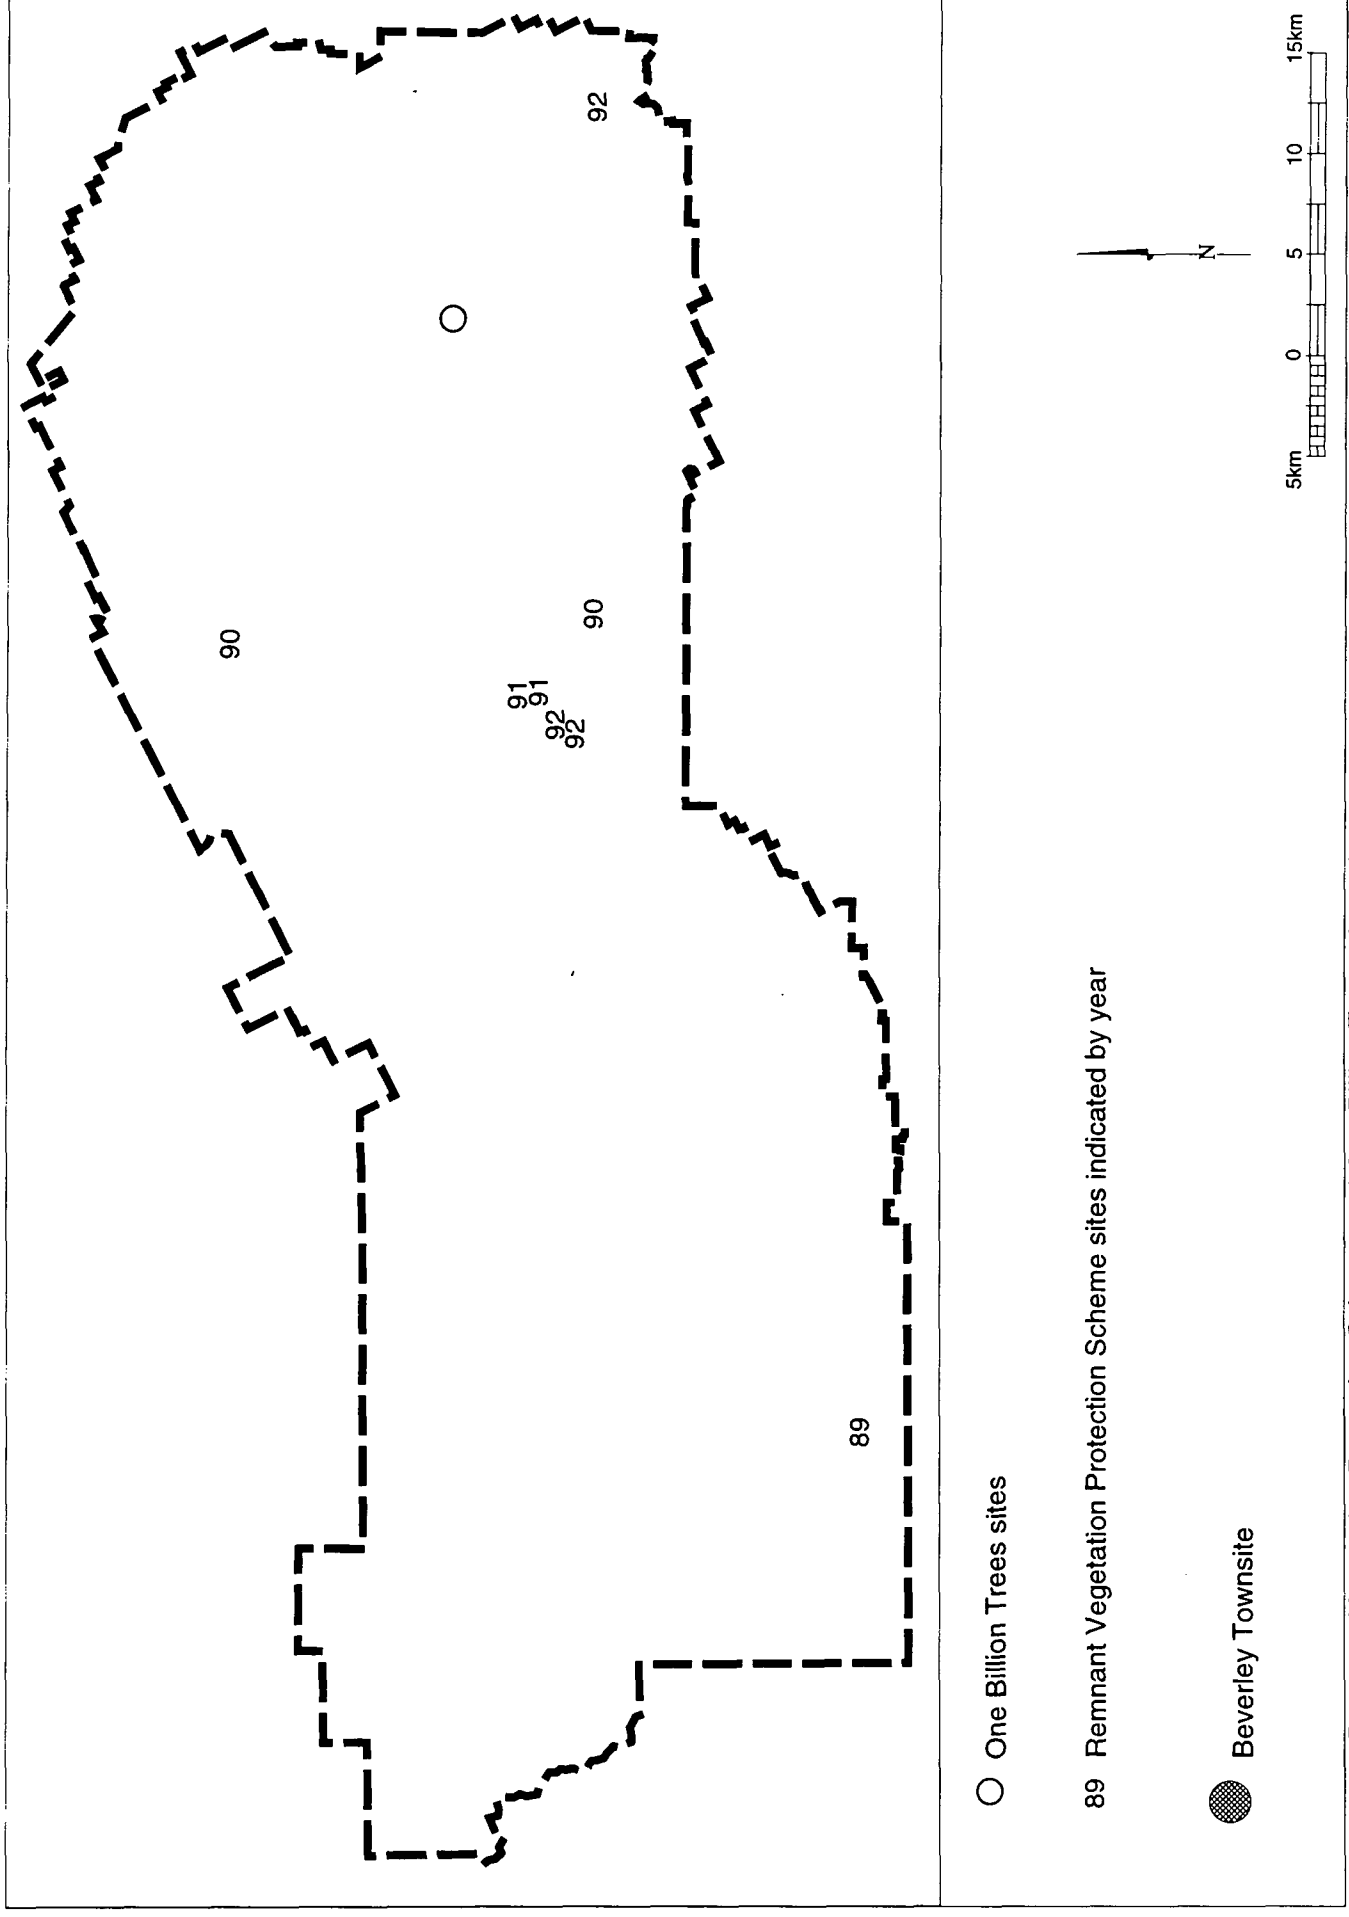 90
92
90
91
91
92
92
89
One Billion Trees sites
89 Remnant Vegetation Protection Scheme sites indicated by year
Beverley Townsite
N
5km 0 5 10 15km